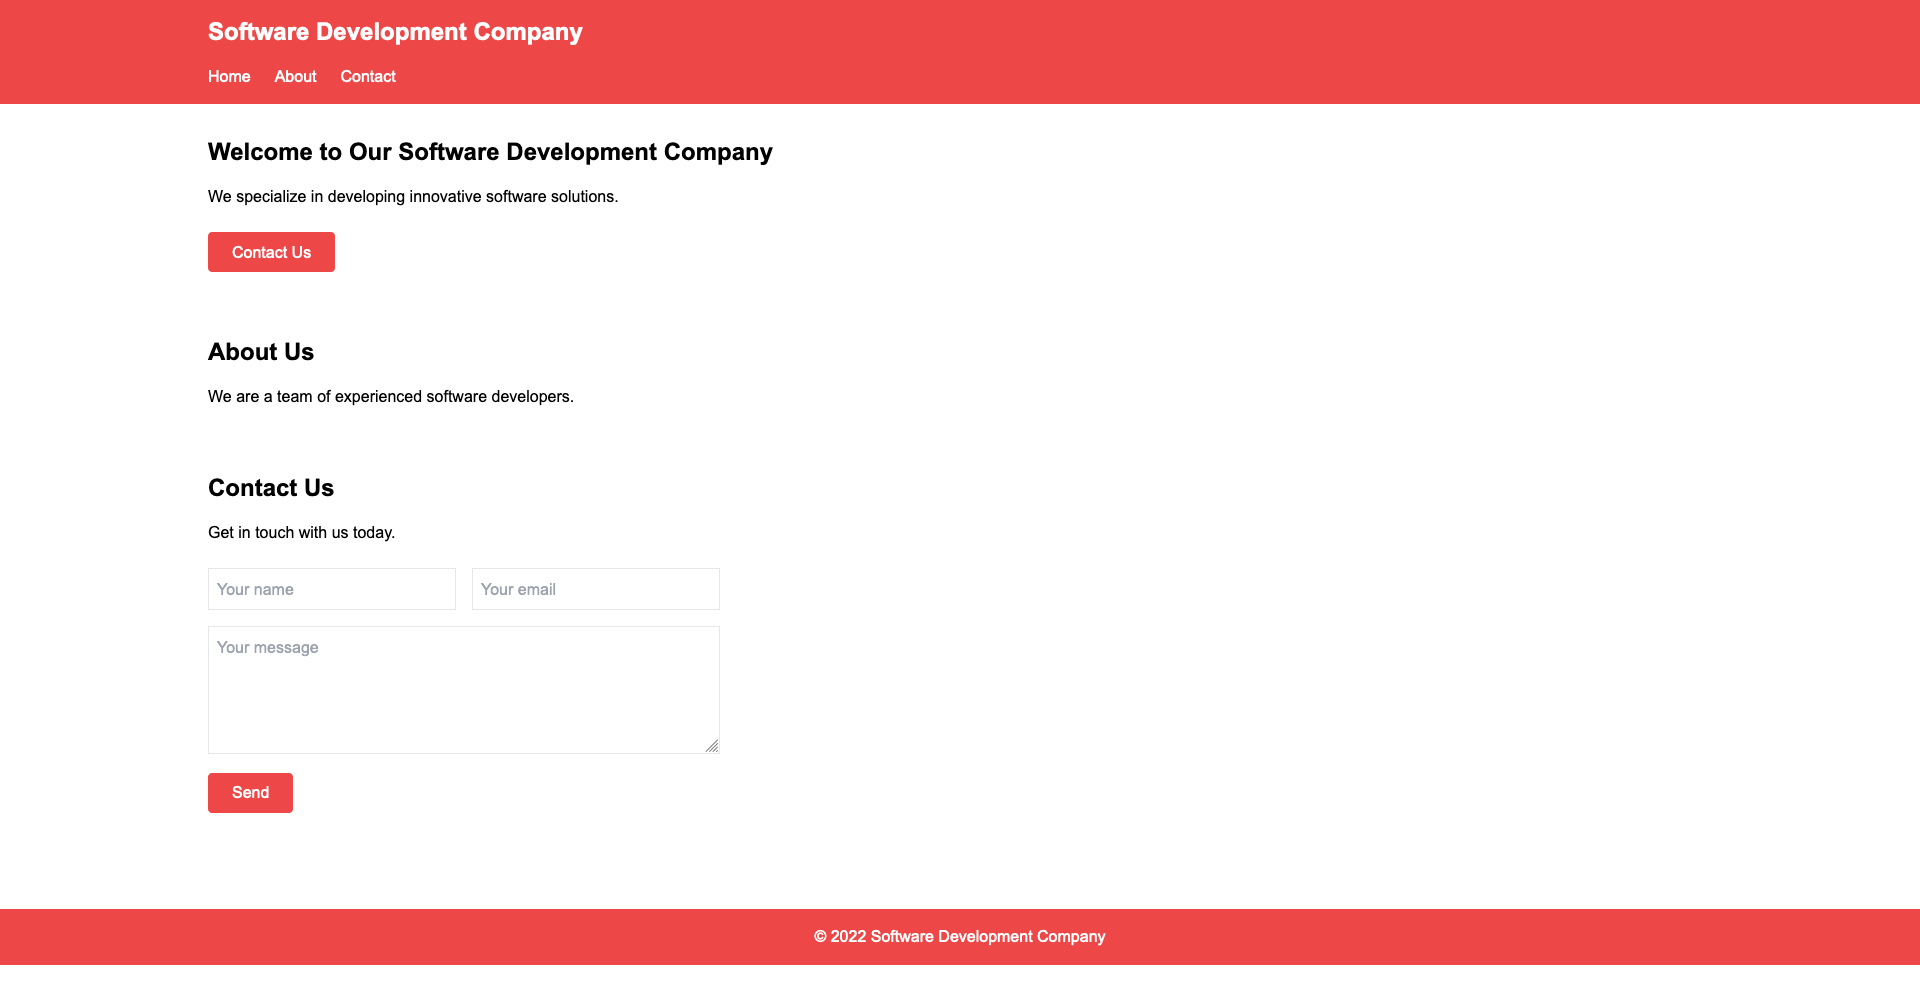 Software Development Company
Home About Contact
Welcome to Our Software Development Company
We specialize in developing innovative software solutions.
Contact Us
About Us
We are a team of experienced software developers.
Contact Us
Get in touch with us today.
Your name Your email
Your message
Send
© 2022 Software Development Company